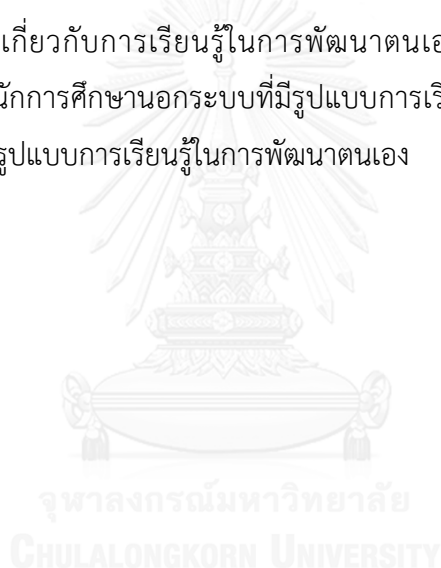 เกี่ยวกับการเรียนรู้ในการพัฒนาตนเอ
นักการศึกษานอกระบบที่มีรูปแบบการเรี
รูปแบบการเรียนรู้ในการพัฒนาตนเอง
จุฬาลงกรณ์มหาวิทยาลัย
CHULALONGKORN UNIVERSITY